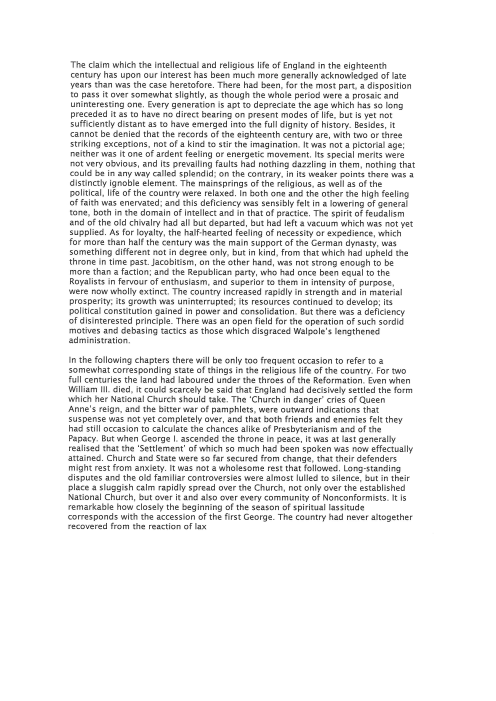 The claim which the intellectual and religious life of England in the eighteenth
century has upon our interest has been much more generally acknowledged of late
years than was the case heretofore. There had been, for the most part, a disposition
to pass it over somewhat slightly, as though the whole period were a prosaic and
uninteresting one. Every generation is apt to depreciate the age which has so long
preceded it as to have no direct bearing on present modes of life, but is yet not
sufficiently distant as to have emerged into the full dignity of history. Besides, it
cannot be denied that the records of the eighteenth century are, with two or three
striking exceptions, not of a kind to stir the imagination. It was not a pictorial age;
neither was it one of ardent feeling or energetic movement. Its special merits were
not very obvious, and its prevailing faults had nothing dazzling in them, nothing that
could be in any way called splendid; on the contrary, in its weaker points there was a
distinctly ignoble element. The mainsprings of the religious, as well as of the
political, life of the country were relaxed. In both one and the other the high feeling
of faith was enervated; and this deficiency was sensibly felt in a lowering of general
tone, both in the domain of intellect and in that of practice. The spirit of feudalism
and of the old chivalry had all but departed, but had left a vacuum which was not yet
supplied. As for loyalty, the half-hearted feeling of necessity or expedience, which
for more than half the century was the main support of the German dynasty, was
something different not in degree only, but in kind, from that which had upheld the
throne in time past. Jacobitism, on the other hand, was not strong enough to be
more than a faction; and the Republican party, who had once been equal to the
Royalists in fervour of enthusiasm, and superior to them in intensity of purpose,
were now wholly extinct. The country increased rapidly in strength and in material
prosperity; its growth was uninterrupted; its resources continued to develop; its
political constitution gained in power and consolidation. But there was a deficiency
of disinterested principle. There was an open field for the operation of such sordid
motives and debasing tactics as those which disgraced Walpole's lengthened
administration.
In the following chapters there will be only too frequent occasion to refer to a
somewhat corresponding state of things in the religious life of the country. For two
full centuries the land had laboured under the throes of the Reformation. Even when
William III. died, it could scarcely be said that England had decisively settled the form
which her National Church should take. The 'Church in danger' cries of Queen
Anne's reign, and the bitter war of pamphlets, were outward indications that
suspense was not yet completely over, and that both friends and enemies felt they
had still occasion to calculate the chances alike of Presbyterianism and of the
Papacy. But when George I. ascended the throne in peace, it was at last generally
realised that the 'Settlement' of which so much had been spoken was now effectually
attained. Church and State were so far secured from change, that their defenders
might rest from anxiety. It was not a wholesome rest that followed. Long-standing
disputes and the old familiar controversies were almost lulled to silence, but in their
place a sluggish calm rapidly spread over the Church, not only over the established
National Church, but over it and also over every community of Nonconformists. It is
remarkable how closely the beginning of the season of spiritual lassitude
corresponds with the accession of the first George. The country had never altogether
recovered from the reaction of lax